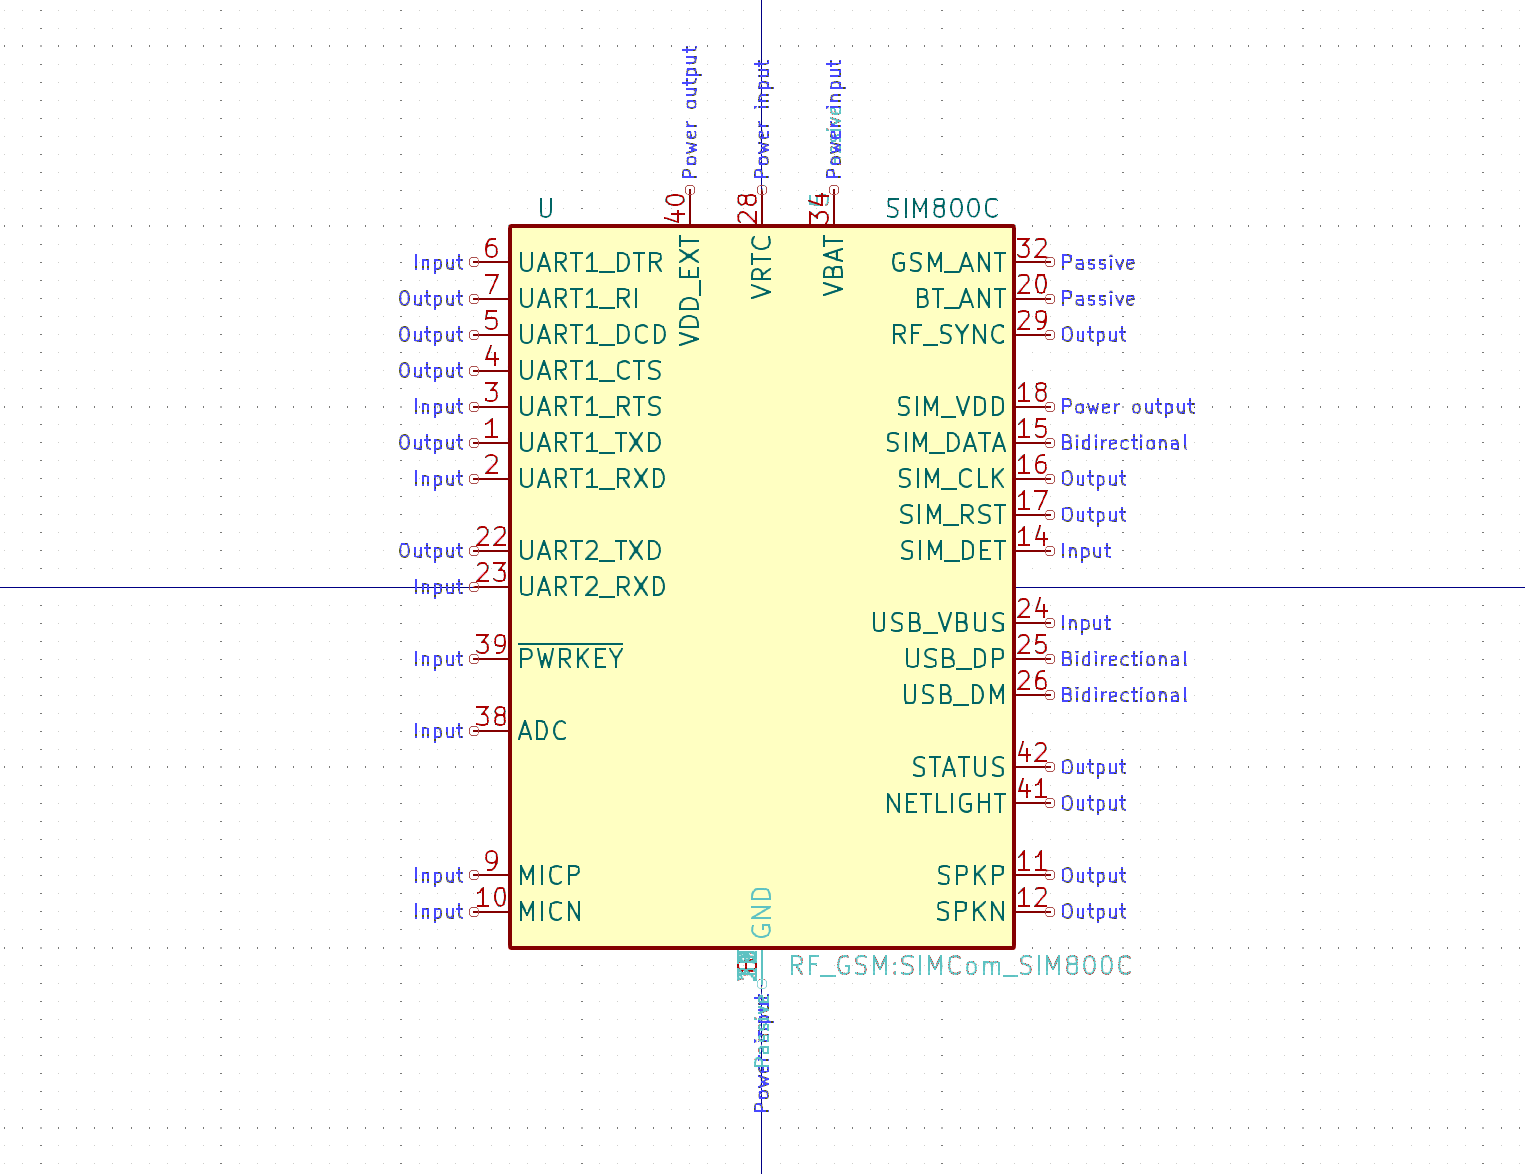 Power output
Power input
Power input
40
28
34
U
SIM800C
VDD_EXT
VRTC
VBAT
Input 6 UART1_DTR
GSM_ANT 32 Passive
Output 7 UART1_RI
BT_ANT 20 Passive
Output 5 UART1_DCD
RF_SYNC 29 Output
Output 4 UART1_CTS
Input 3 UART1_RTS
SIM_VDD 18 Power output
Output 1 UART1_TXD
SIM_DATA 15 Bidirectional
Input 2 UART1_RXD
SIM_CLK 16 Output
SIM_RST 17 Output
Output 22 UART2_TXD
SIM_DET 14 Input
Input 23 UART2_RXD
USB_VBUS 24 Input
Input 39 PWRKEY
USB_DP 25 Bidirectional
USB_DM 26 Bidirectional
Input 38 ADC
STATUS 42 Output
NETLIGHT 41 Output
Input 9 MICP
SPKP 11 Output
Input 10 MICN
SPKN 12 Output
GND
RF_GSM:SIMCom_SIM800C
Power input
Passive